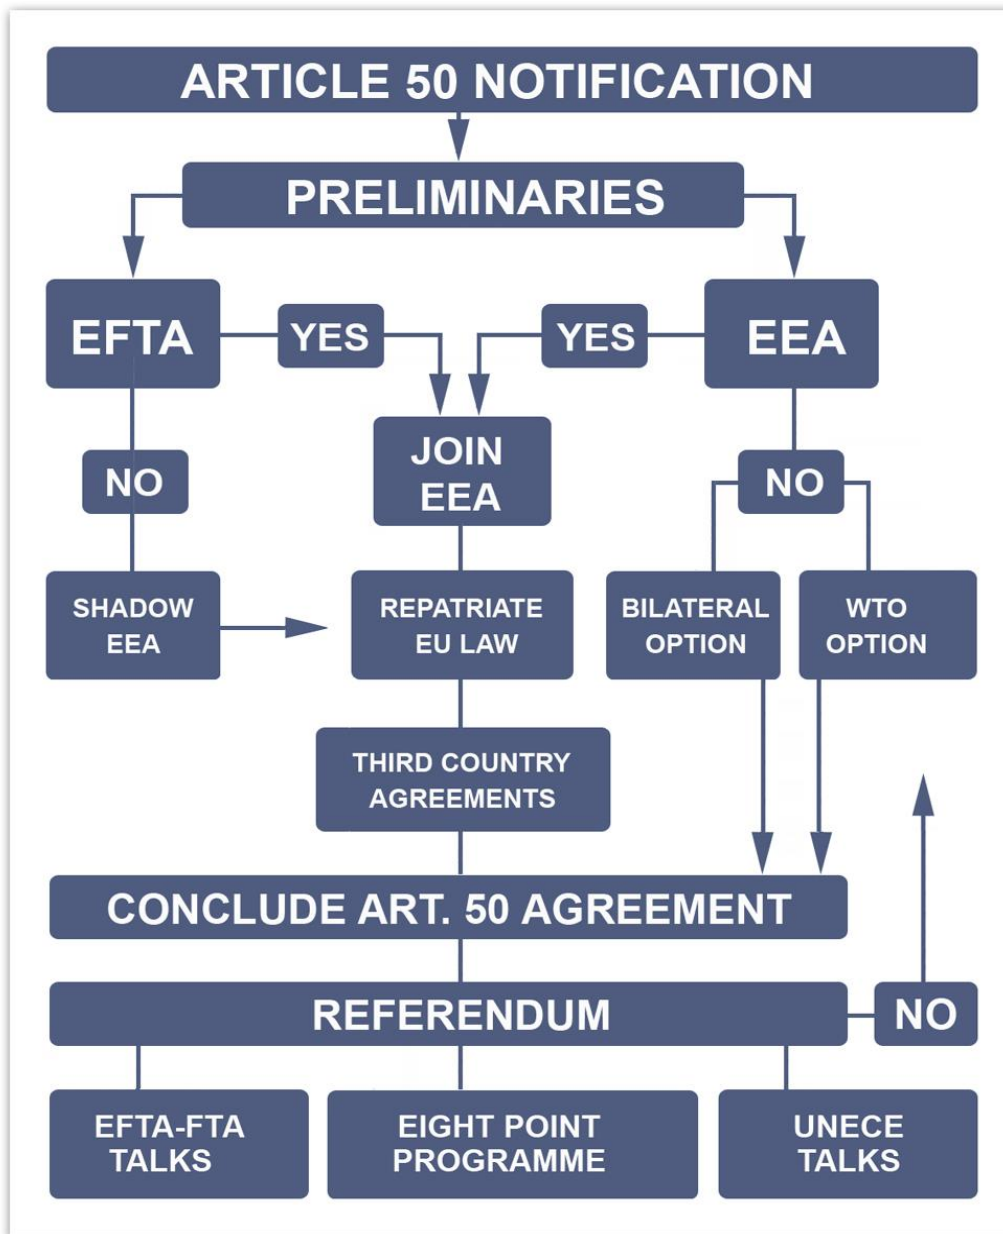 ARTICLE 50 NOTIFICATION
PRELIMINARIES
EFTA
YES
YES
EEA
JOIN
EEA
NO
NO
SHADOW
EEA
REPATRIATE
EU LAW
BILATERAL
OPTION
WTO
OPTION
THIRD COUNTRY
AGREEMENTS
CONCLUDE ART. 50 AGREEMENT
REFERENDUM
NO
EFTA-FTA
TALKS
EIGHT POINT
PROGRAMME
UNECE
TALKS